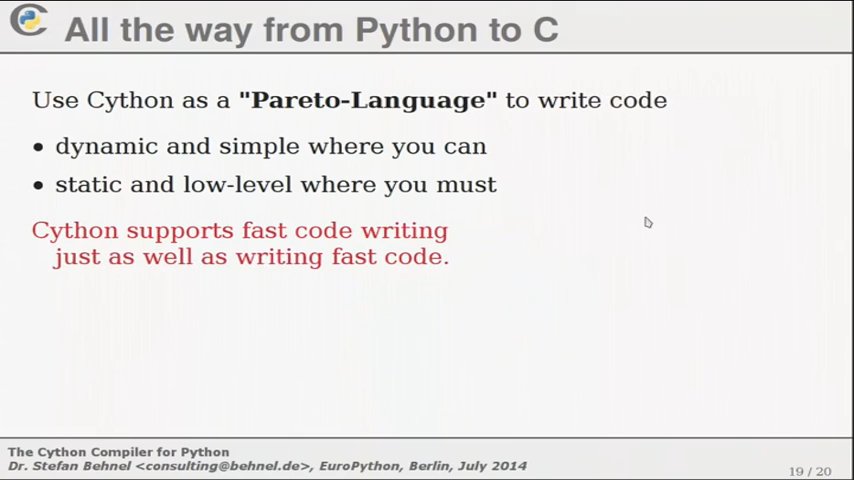 All the way from Python to C
Use Cython as a "Pareto-Language" to write code
• dynamic and simple where you can
• static and low-level where you must
Cython supports fast code writing
just as well as writing fast code.
The Cython Compiler for Python
Dr. Stefan Behnel <consulting@behnel.de>, EuroPython, Berlin, July 2014
19 / 20